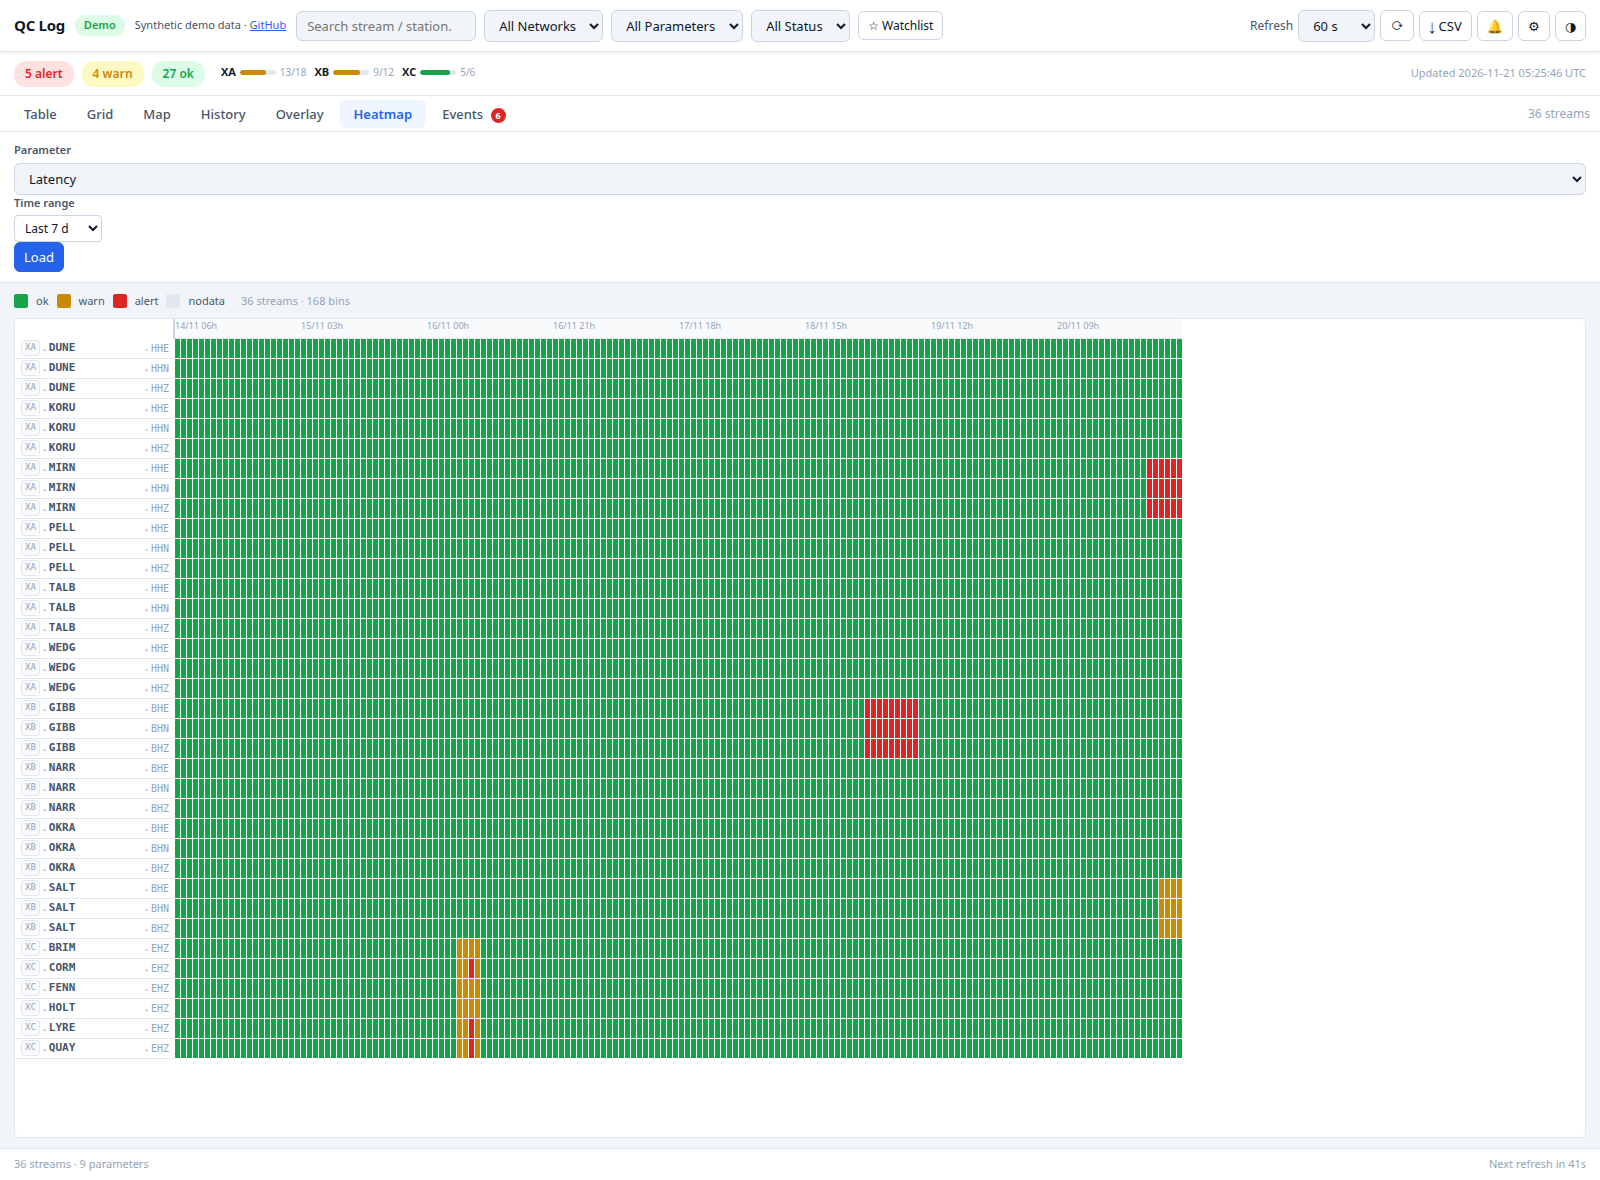 QC Log Demo Synthetic demo data · GitHub Search stream / station. All Networks All Parameters All Status ☆ Watchlist Refresh 60 s ⟳ ↓ CSV 🔔 ⚙ ◑
5 alert 4 warn 27 ok XA 13/18 XB 9/12 XC 5/6 Updated 2026-11-21 05:25:46 UTC
Table Grid Map History Overlay Heatmap Events 6 36 streams
Parameter
Latency
Time range
Last 7 d
Load
ok warn alert nodata 36 streams · 168 bins
14/11 06h 15/11 03h 16/11 00h 16/11 21h 17/11 18h 18/11 15h 19/11 12h 20/11 09h
XA . DUNE . HHE
XA . DUNE . HHN
XA . DUNE . HHZ
XA . KORU . HHE
XA . KORU . HHN
XA . KORU . HHZ
XA . MIRN . HHE
XA . MIRN . HHN
XA . MIRN . HHZ
XA . PELL . HHE
XA . PELL . HHN
XA . PELL . HHZ
XA . TALB . HHE
XA . TALB . HHN
XA . TALB . HHZ
XA . WEDG . HHE
XA . WEDG . HHN
XA . WEDG . HHZ
XB . GIBB . BHE
XB . GIBB . BHN
XB . GIBB . BHZ
XB . NARR . BHE
XB . NARR . BHN
XB . NARR . BHZ
XB . OKRA . BHE
XB . OKRA . BHN
XB . OKRA . BHZ
XB . SALT . BHE
XB . SALT . BHN
XB . SALT . BHZ
XC . BRIM . EHZ
XC . CORM . EHZ
XC . FENN . EHZ
XC . HOLT . EHZ
XC . LYRE . EHZ
XC . QUAY . EHZ
36 streams · 9 parameters Next refresh in 41s